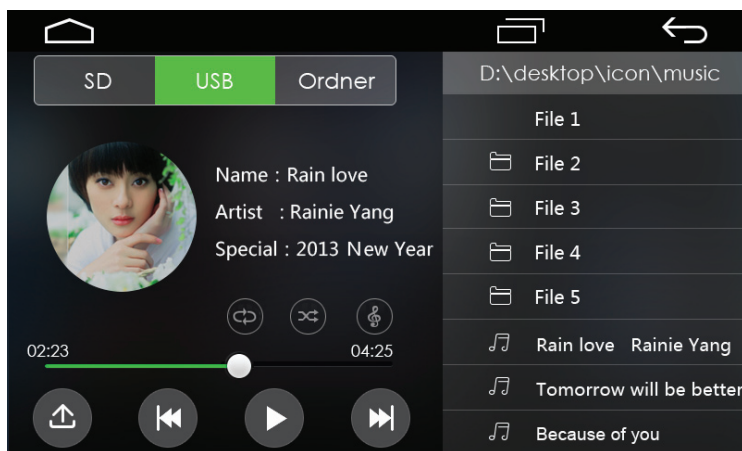 SD USB Ordner
Name : Rain love
Artist : Rainie Yang
Special : 2013 New Year
02:23 04:25
D:\desktop\icon\music
File 1
File 2
File 3
File 4
File 5
Rain love Rainie Yang
Tomorrow will be better
Because of you